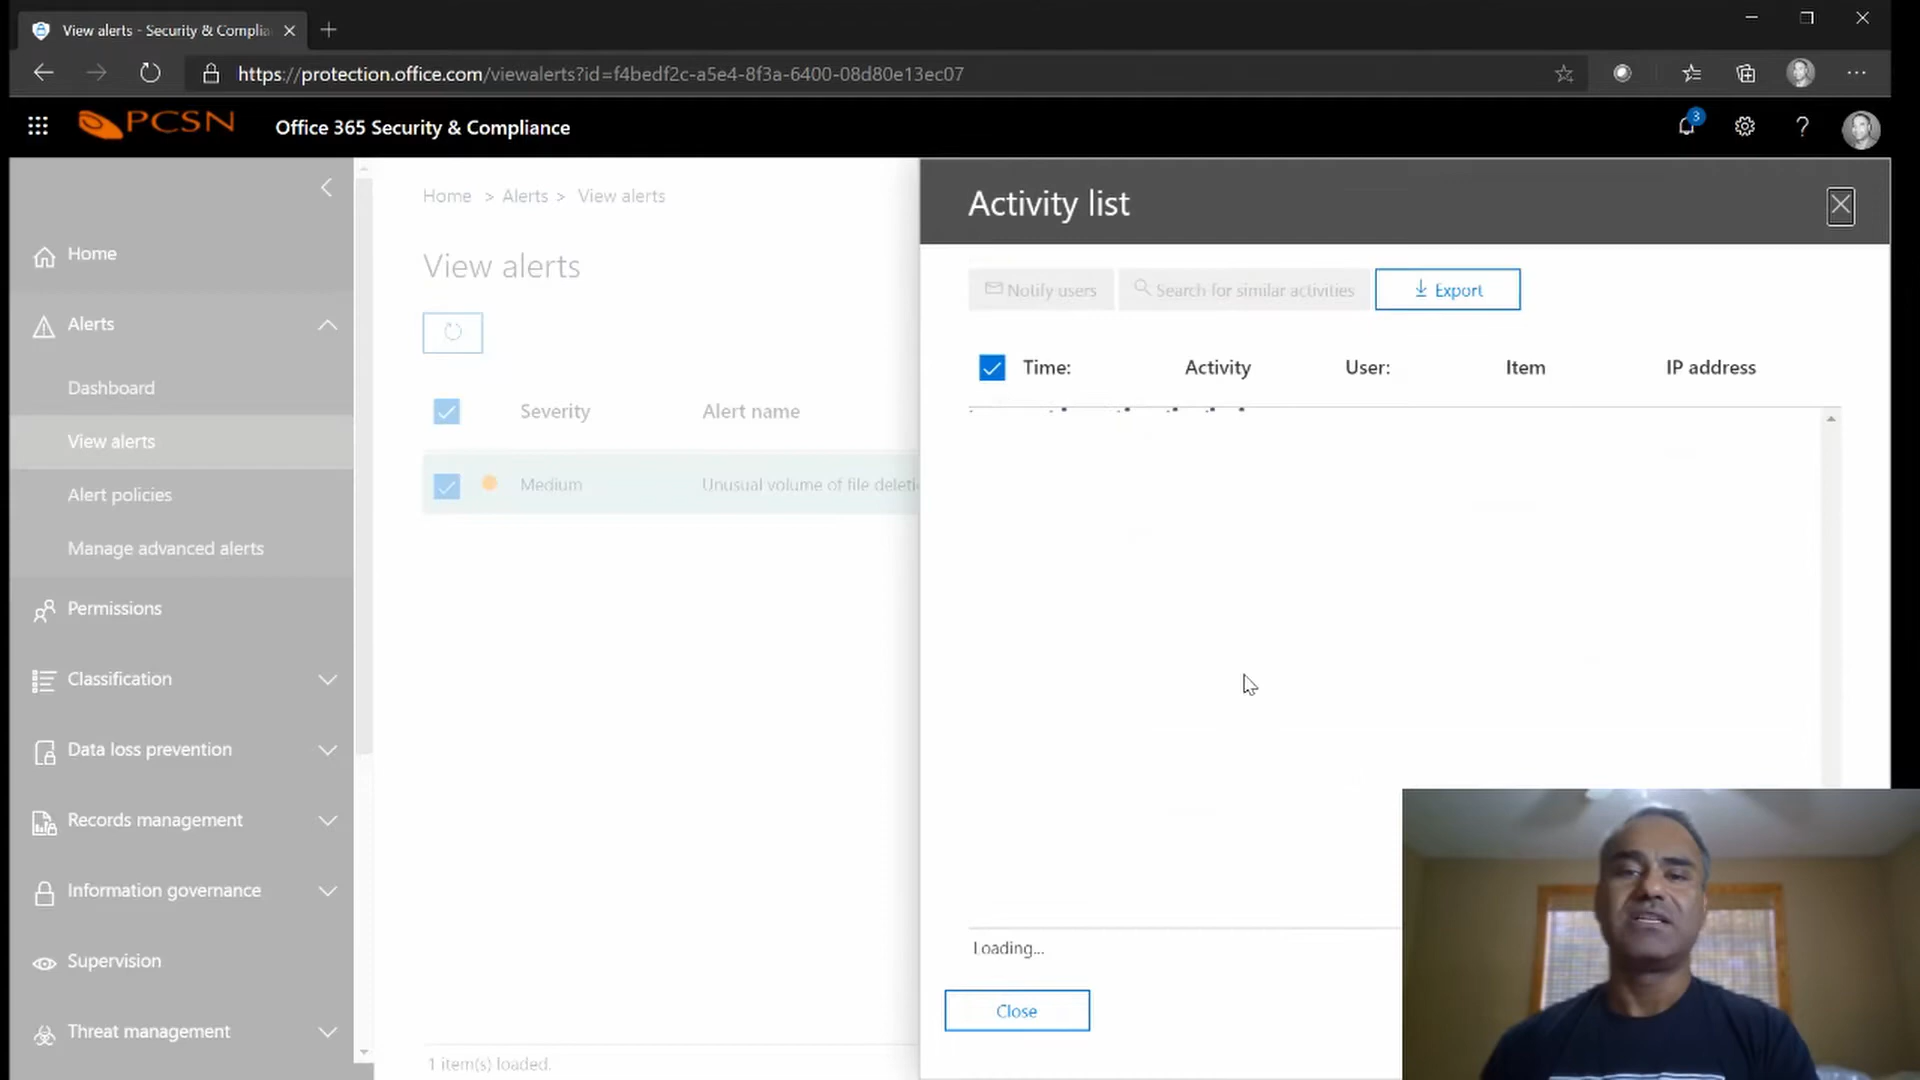 View alerts - Security & Complia
https://protection.office.com/viewalerts?id=f4bedf2c-a5e4-8f3a-6400-08d80e13ec07
PCSN
Office 365 Security & Compliance
3
?
Home
Alerts
Dashboard
View alerts
Alert policies
Manage advanced alerts
Permissions
Classification
Data loss prevention
Records management
Information governance
Supervision
Threat management
Home > Alerts > View alerts
View alerts
Severity Alert name
Medium Unusual volume of file deleti
1 item(s) loaded.
Activity list
Notify users Search for similar activities Export
Time: Activity User: Item IP address
Loading...
Close